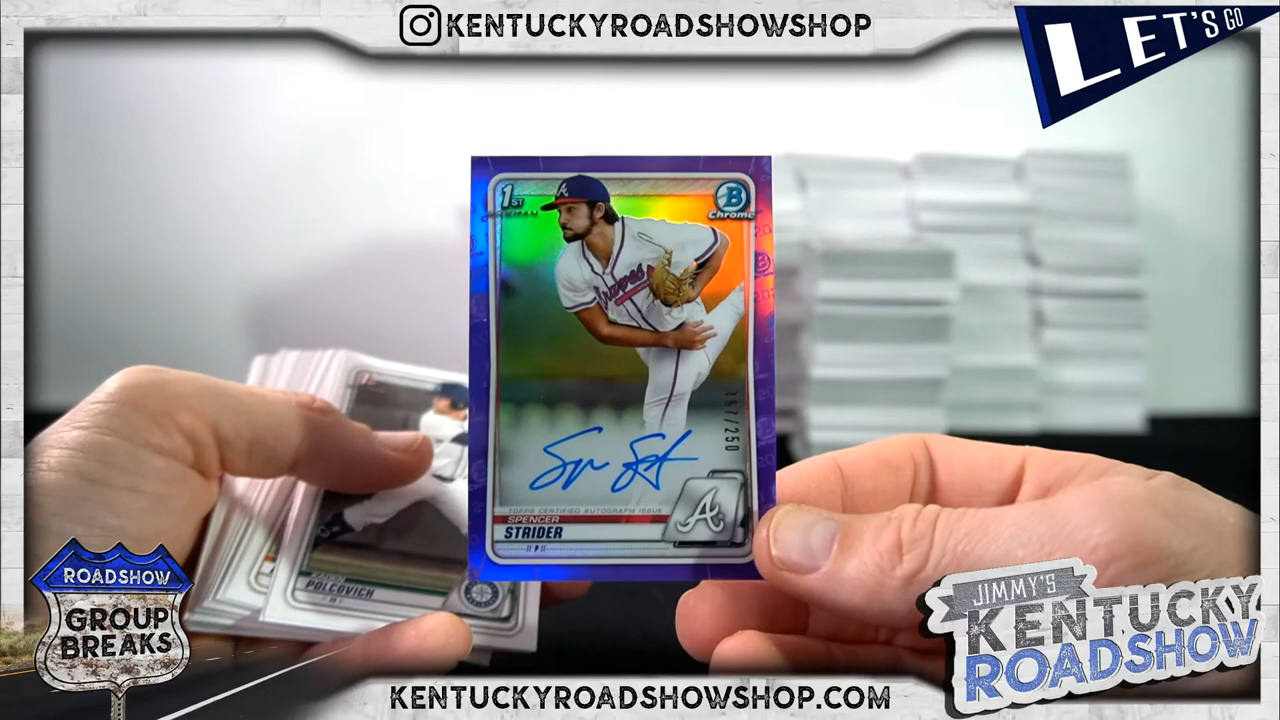 KENTUCKYROADSHOWSHOP
LET'S GO
1ST
BOWMAN
B
Chrome
Braves
/250
TOPPS CERTIFIED AUTOGRAPH ISSUE
SPENCER
STRIDER
// P //
A
POLCOVICH
ROADSHOW
GROUP
BREAKS
JIMMY'S
KENTUCKY
ROADSHOW
KENTUCKYROADSHOWSHOP.COM